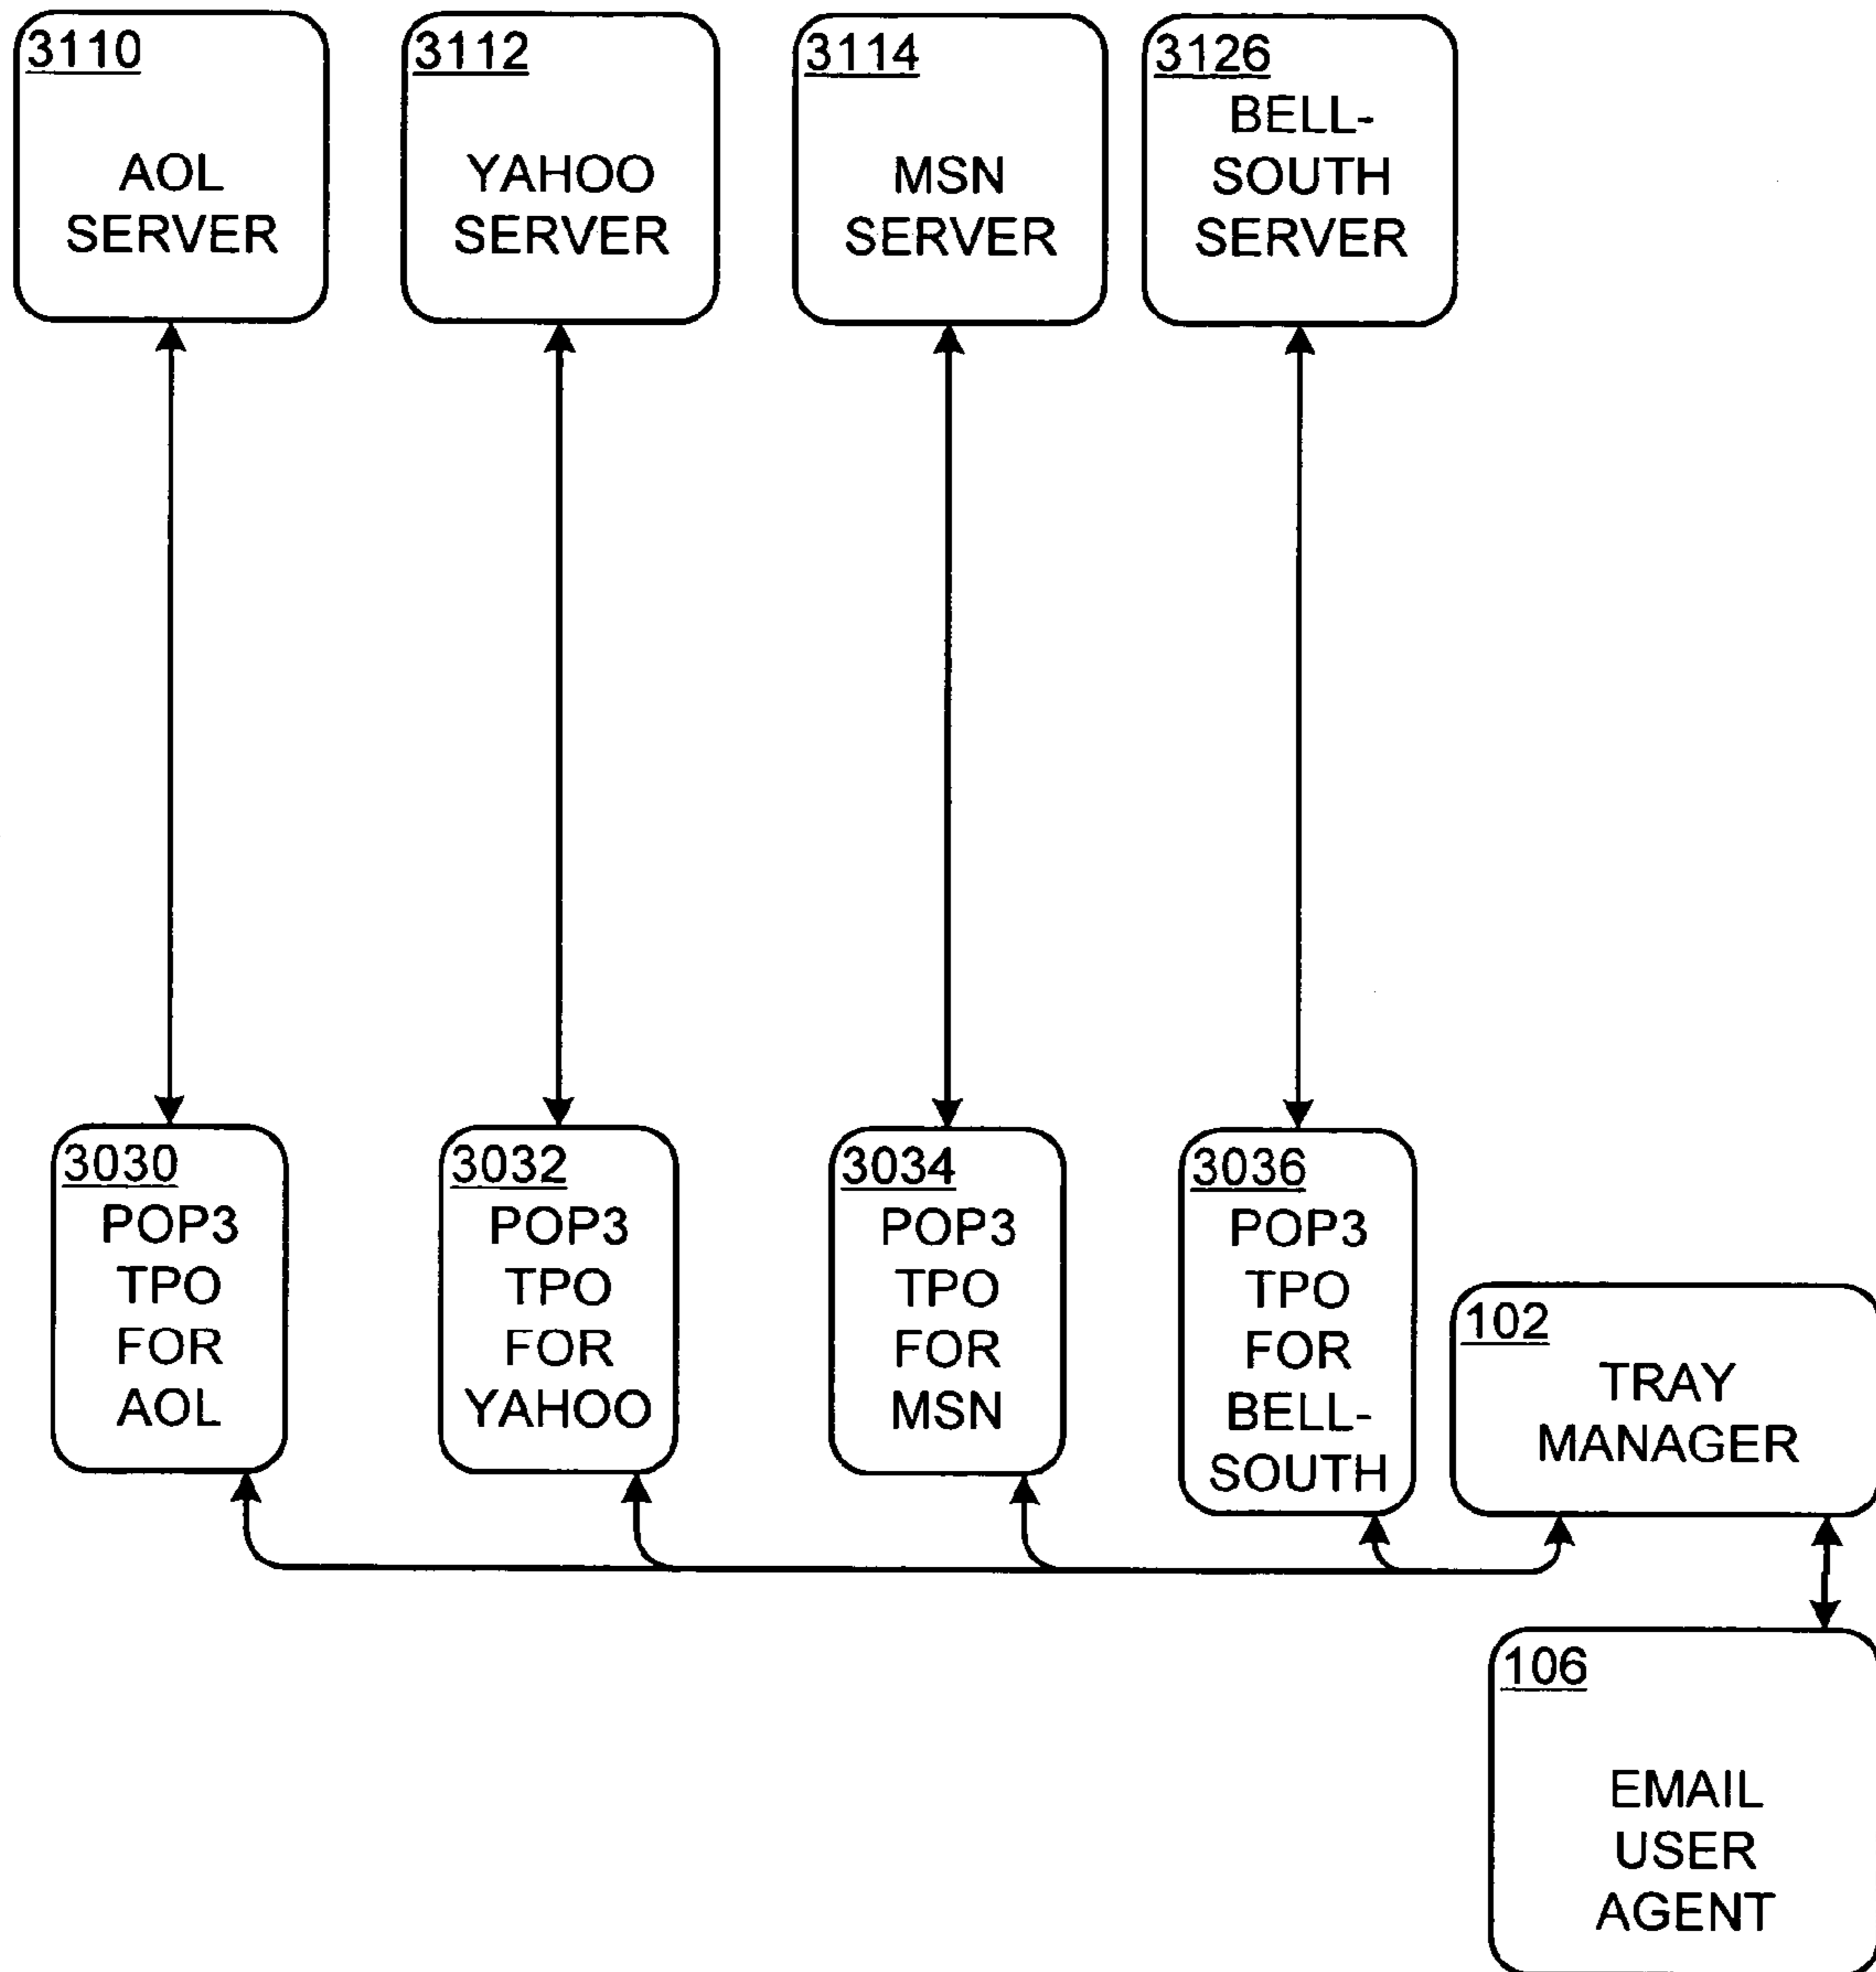 3110
AOL
SERVER
3112
YAHOO
SERVER
3114
MSN
SERVER
3126
BELL-
SOUTH
SERVER
3030
POP3
TPO
FOR
AOL
3032
POP3
TPO
FOR
YAHOO
3034
POP3
TPO
FOR
MSN
3036
POP3
TPO
FOR
BELL-
SOUTH
102
TRAY
MANAGER
106
EMAIL
USER
AGENT